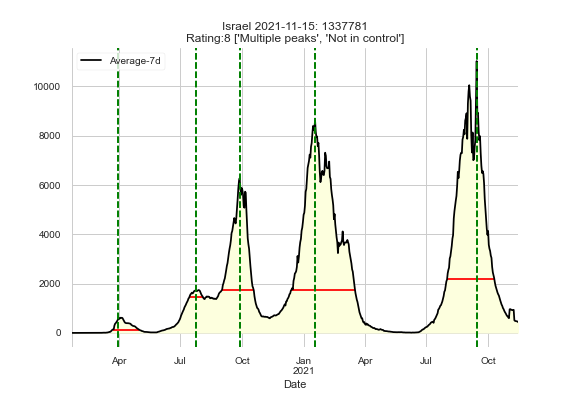 Israel 2021-11-15: 1337781
Rating:8 ['Multiple peaks', 'Not in control']
Average-7d
10000
8000
6000
4000
2000
0
Apr
Jul
Oct
Jan
2021
Apr
Jul
Oct
Date